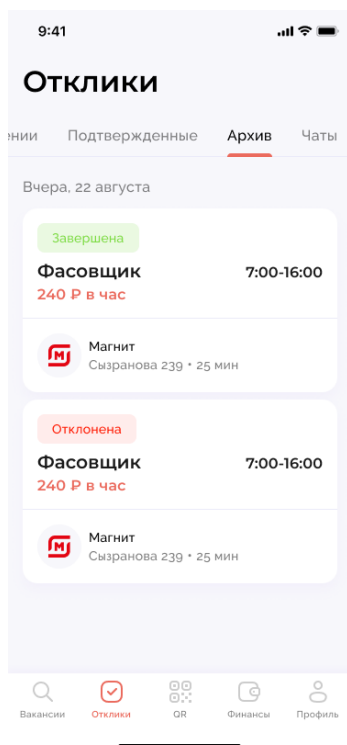 9:41
Отклики
ении Подтвержденные Архив Чаты
Вчера, 22 августа
Завершена
Фасовщик 7:00-16:00
240 ₽ в час
Магнит
Сызранова 239 • 25 мин
Отклонена
Фасовщик 7:00-16:00
240 ₽ в час
Магнит
Сызранова 239 • 25 мин
Вакансии Отклики QR Финансы Профиль